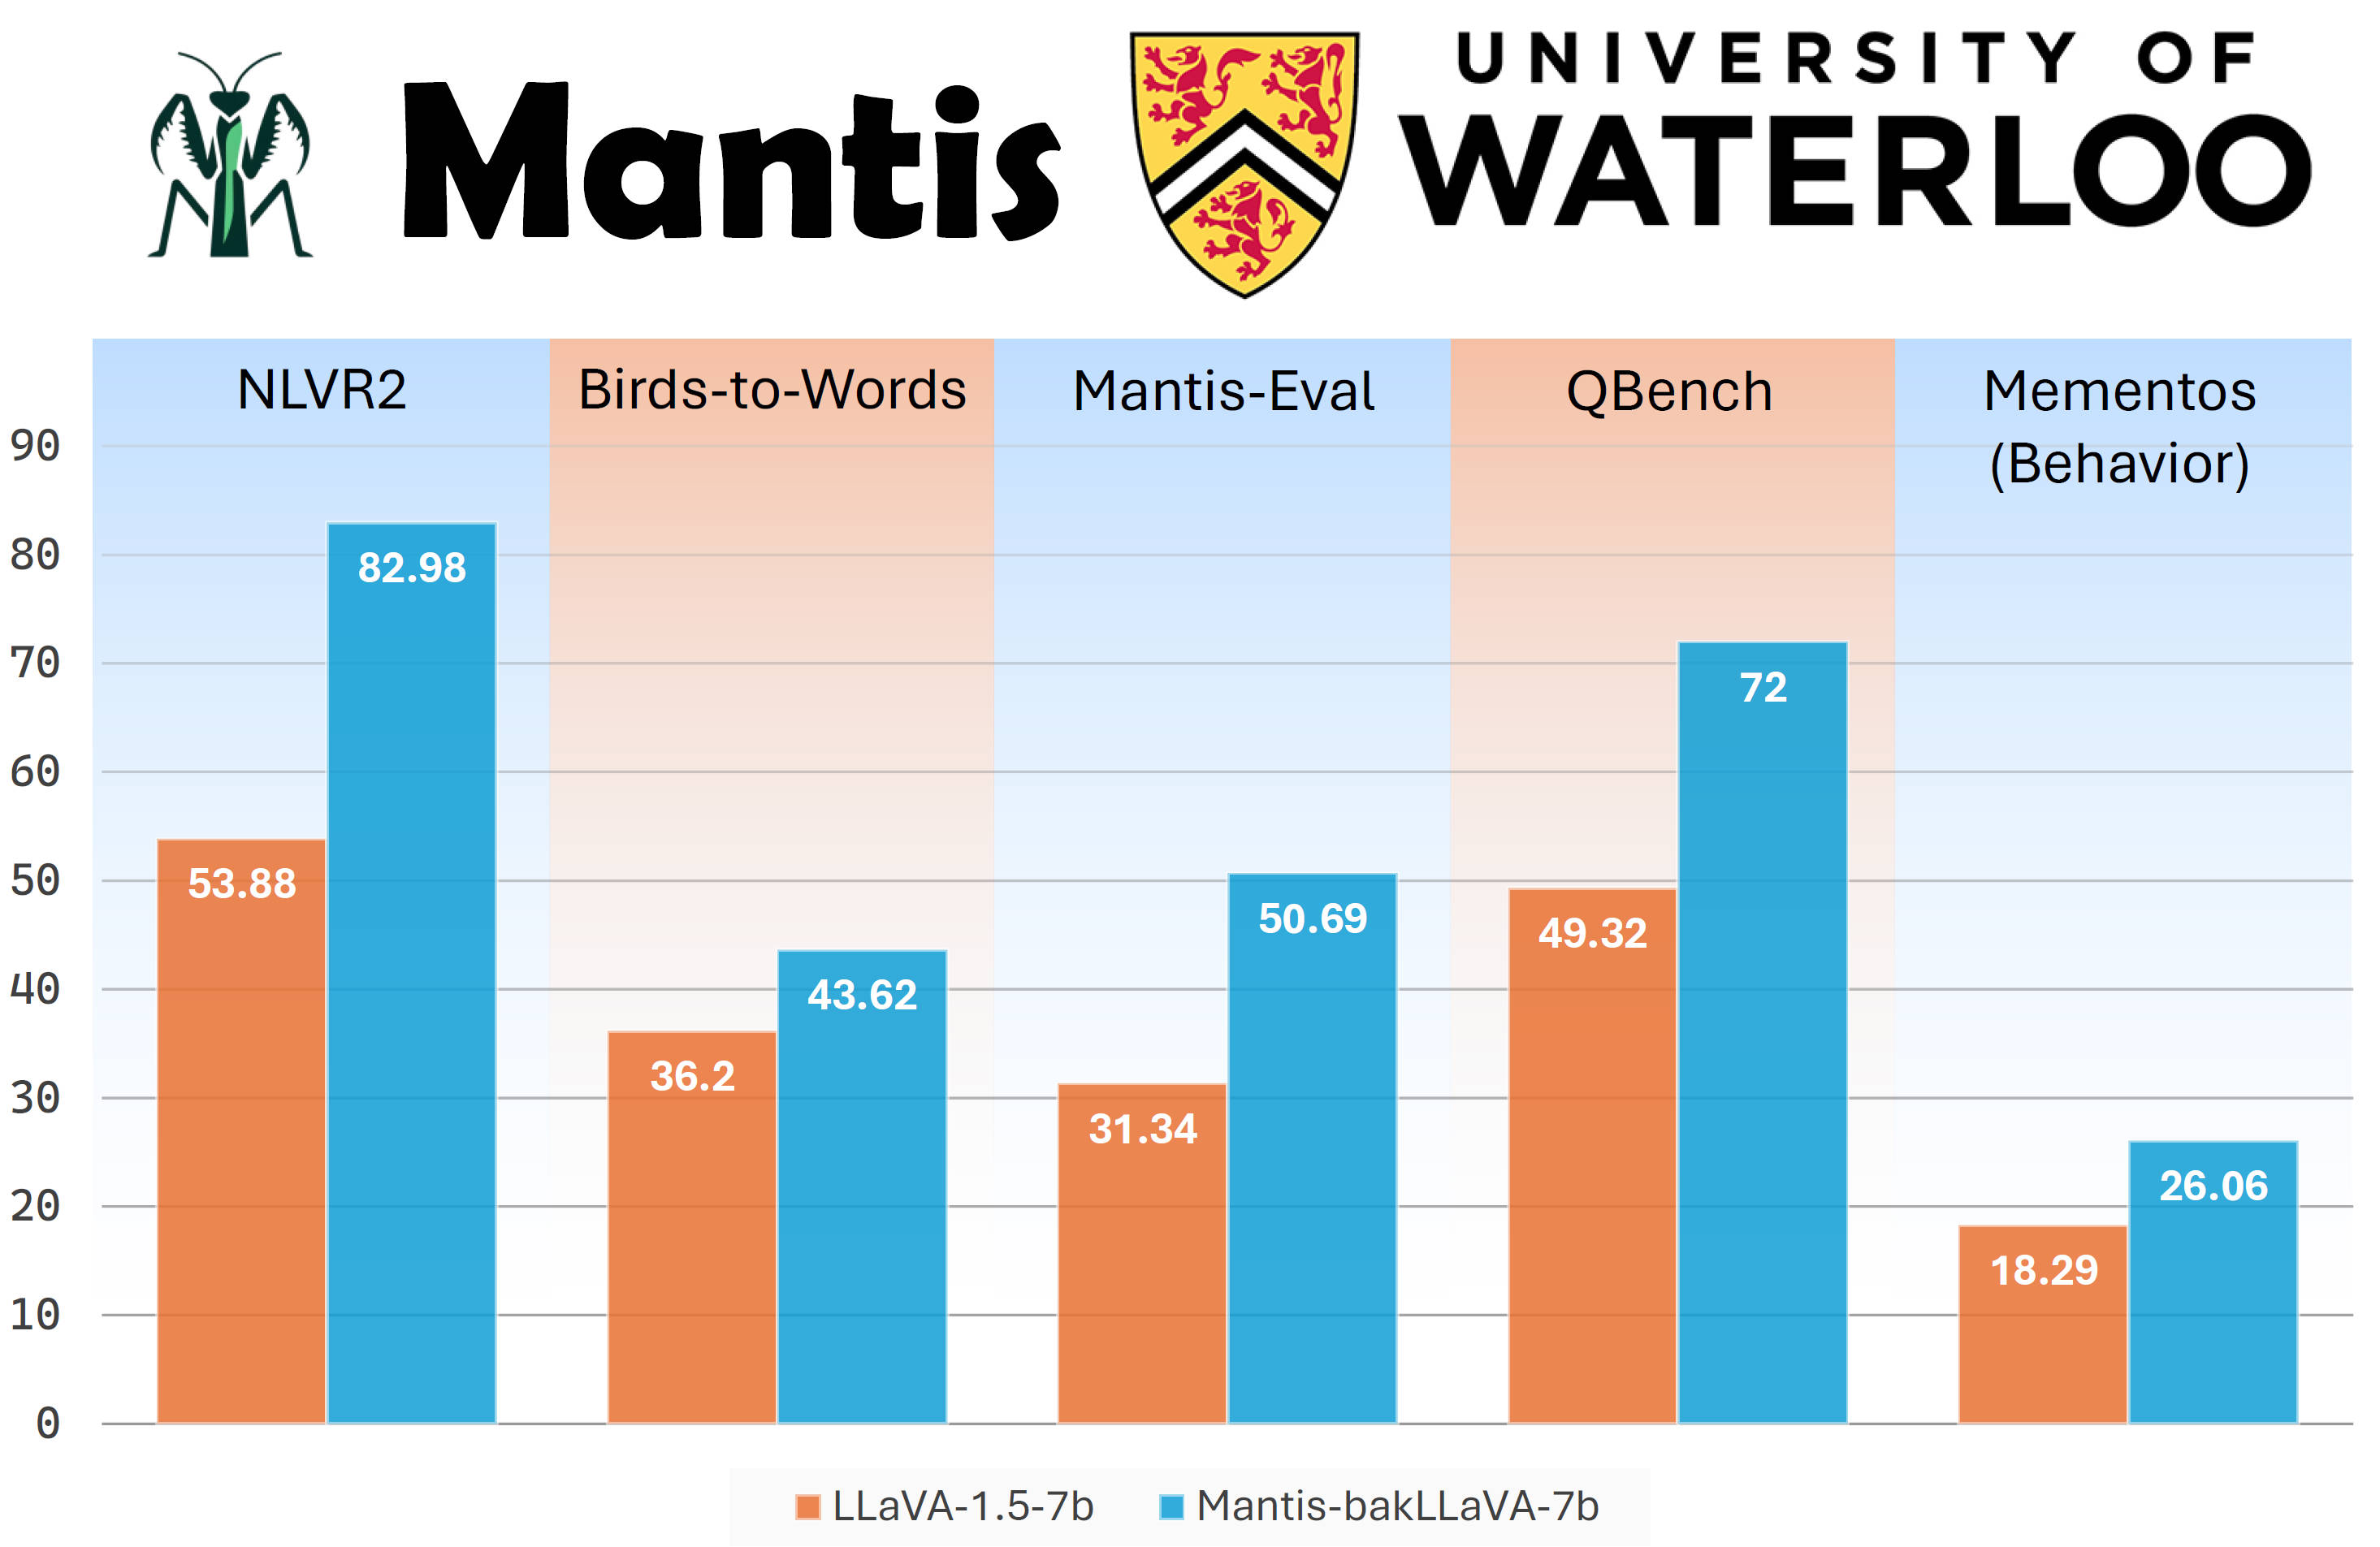 Mantis
UNIVERSITY OF
WATERLOO
NLVR2
Birds-to-Words
Mantis-Eval
QBench
Mementos
(Behavior)
90
80
70
60
50
40
30
20
10
0
53.88
82.98
36.2
43.62
31.34
50.69
49.32
72
18.29
26.06
LLaVA-1.5-7b
Mantis-bakLLaVA-7b